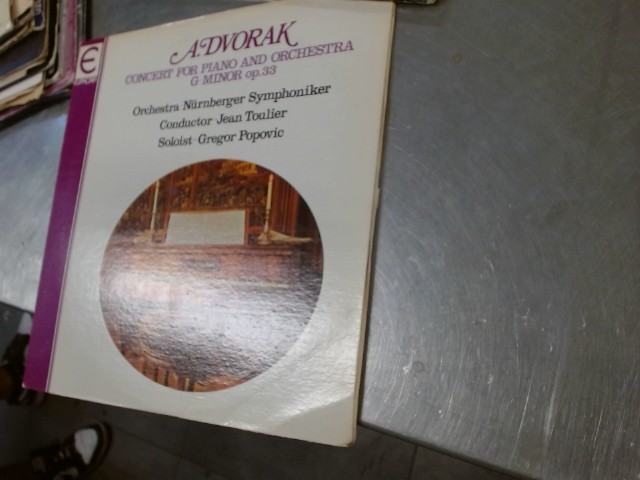 A. DVORAK
CONCERT FOR PIANO AND ORCHESTRA
G MINOR op.33
Orchestra Nürnberger Symphoniker
Conductor Jean Toulier
Soloist Gregor Popovic